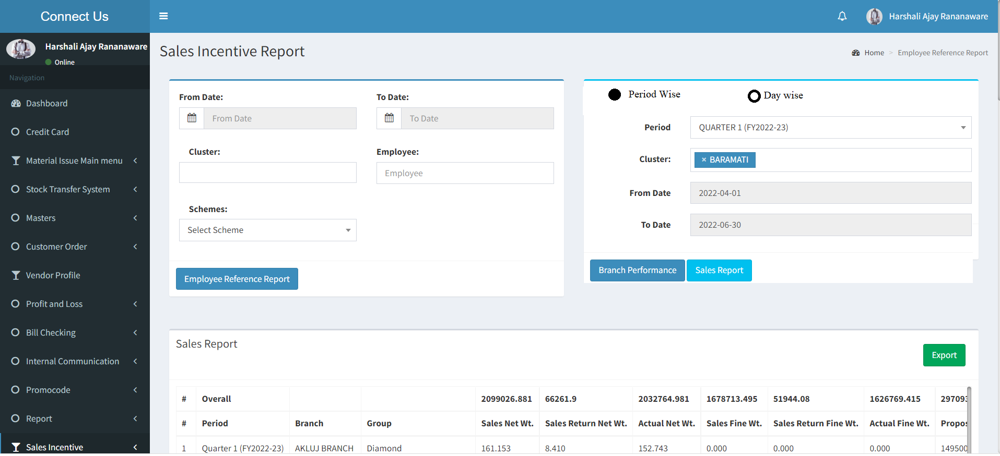 Connect Us
Harshali Ajay Rananaware
Harshali Ajay Rananaware
Online
Navigation
Dashboard
Credit Card
Material Issue Main menu
Stock Transfer System
Masters
Customer Order
Vendor Profile
Profit and Loss
Bill Checking
Internal Communication
Promocode
Report
Sales Incentive
Sales Incentive Report
Home > Employee Reference Report
From Date:
To Date:
From Date
To Date
Cluster:
Employee:
Employee
Schemes:
Select Scheme
Employee Reference Report
Period Wise
Day wise
Period
QUARTER 1 (FY2022-23)
Cluster:
× BARAMATI
From Date
2022-04-01
To Date
2022-06-30
Branch Performance
Sales Report
Sales Report
Export
# Overall 2099026.881 66261.9 2032764.981 1678713.495 51944.08 1626769.415
# Period Branch Group Sales Net Wt. Sales Return Net Wt. Actual Net Wt. Sales Fine Wt. Sales Return Fine Wt. Actual Fine Wt.
1 Quarter 1 (FY2022-23) AKLUJ BRANCH Diamond 161.153 8.410 152.743 0.000 0.000 0.000